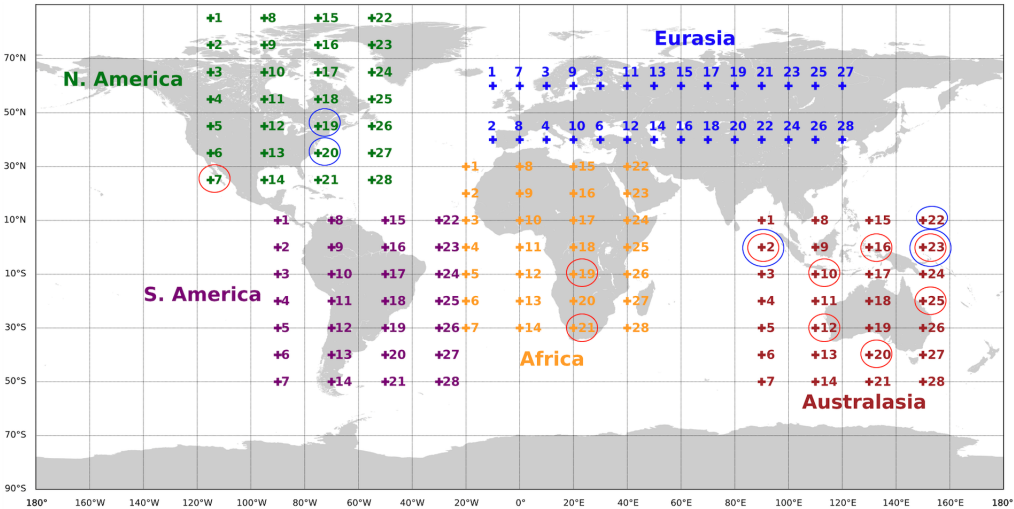 1 8 15 22
Eurasia
2 9 16 23
70°N
N. America 3 10 17 24 1 7 3 9 5 11 13 15 17 19 21 23 25 27
4 11 18 25
50°N
5 12 19 26 2 8 4 10 6 12 14 16 18 20 22 24 26 28
6 13 20 27
30°N 1 8 15 22
7 14 21 28
2 9 16 23
10°N 1 8 15 22 3 10 17 24 1 8 15 22
2 9 16 23 4 11 18 25 2 9 16 23
10°S 3 10 17 24 5 12 19 26 3 10 17 24
S. America
4 11 18 25 6 13 20 27 4 11 18 25
30°S 5 12 19 26 7 14 21 28 5 12 19 26
Africa
6 13 20 27 6 13 20 27
50°S 7 14 21 28 7 14 21 28
Australasia
70°S
90°S
180° 160°W 140°W 120°W 100°W 80°W 60°W 40°W 20°W 0° 20°E 40°E 60°E 80°E 100°E 120°E 140°E 160°E 180°